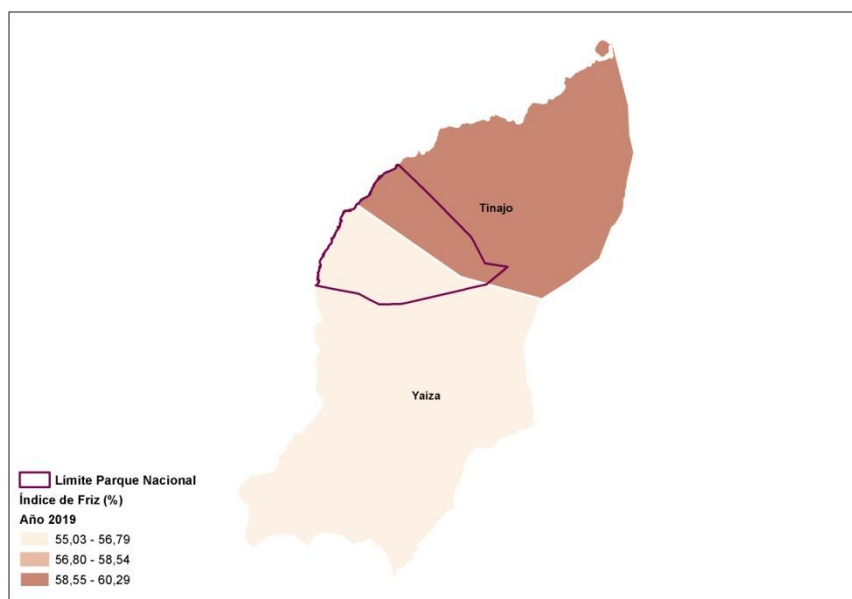 Tinajo
Yaiza
Límite Parque Nacional
Índice de Friz (%)
Año 2019
55,03 - 56,79
56,80 - 58,54
58,55 - 60,29